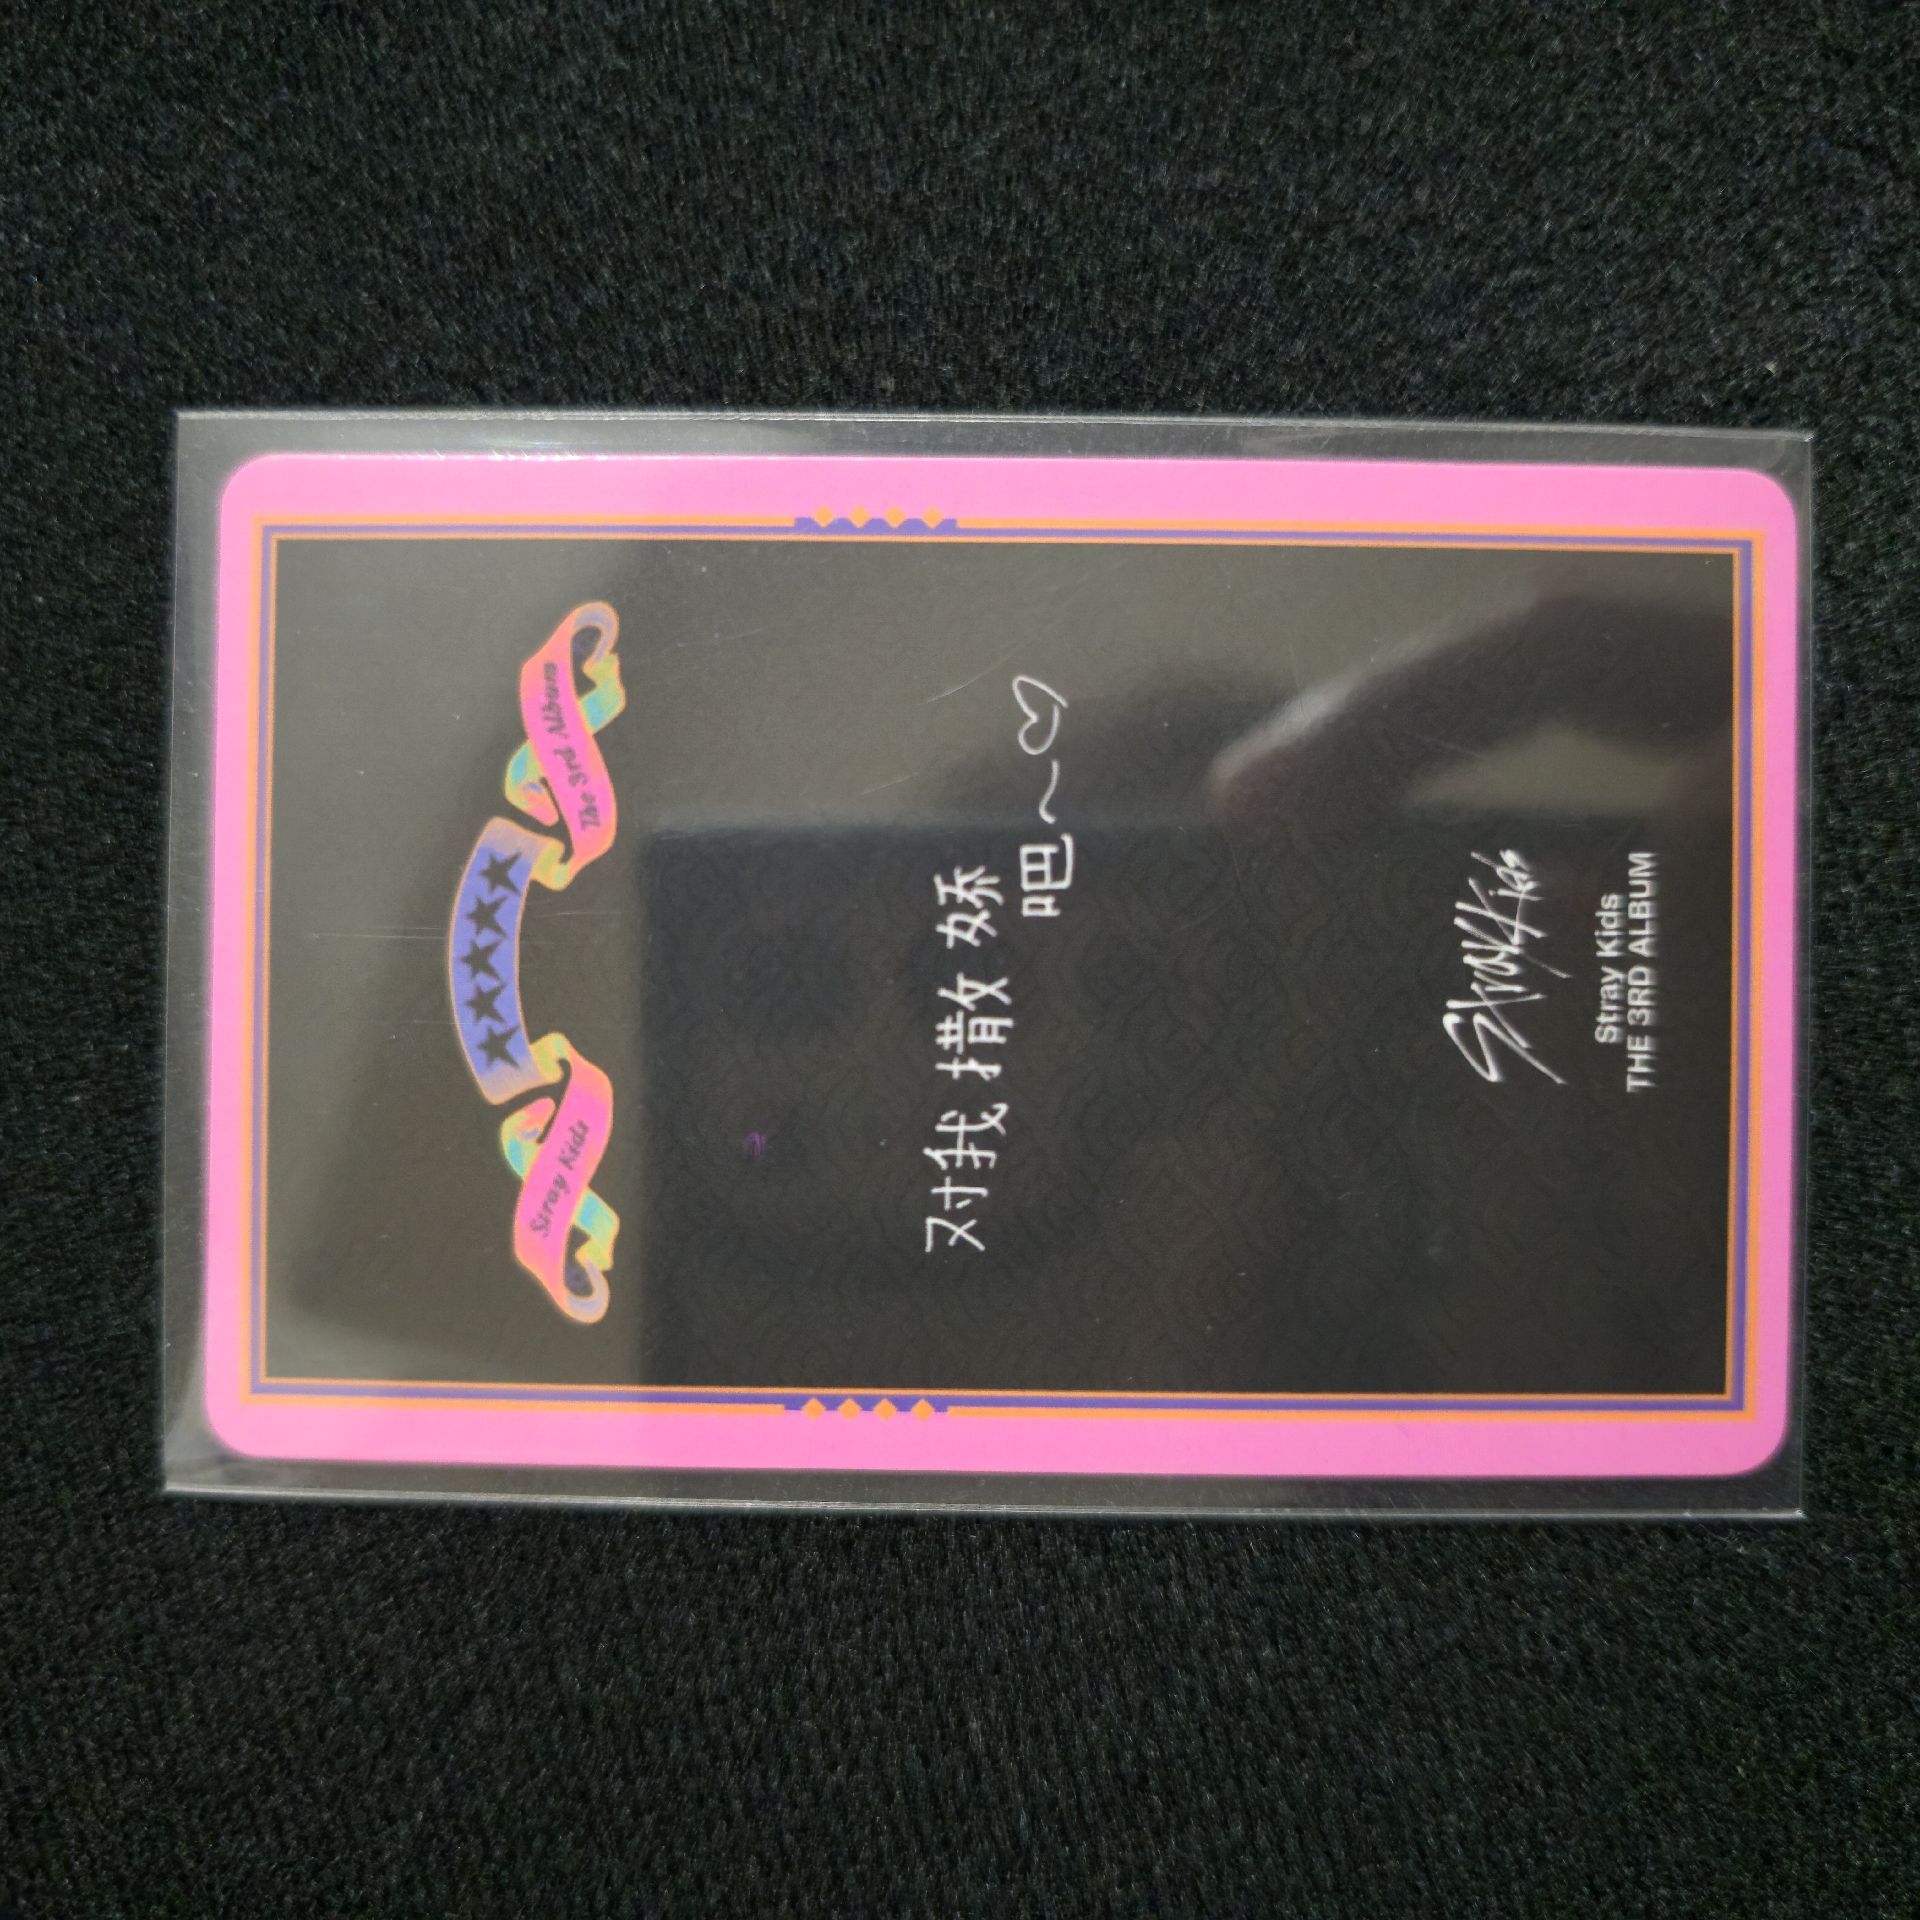 Stray Kids
The 3rd Album
对我撒娇
吧~♡
Stray Kids
Stray Kids
THE 3RD ALBUM